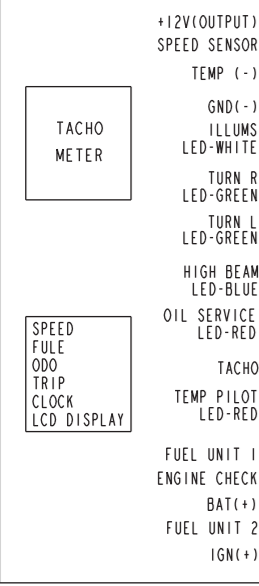 +12V(OUTPUT)
SPEED SENSOR
TEMP (-)
GND(-)
TACHO
METER
ILLUMS
LED-WHITE
TURN R
LED-GREEN
TURN L
LED-GREEN
HIGH BEAM
LED-BLUE
OIL SERVICE
LED-RED
SPEED
FULE
ODO
TRIP
CLOCK
LCD DISPLAY
TACHO
TEMP PILOT
LED-RED
FUEL UNIT 1
ENGINE CHECK
BAT(+)
FUEL UNIT 2
IGN(+)